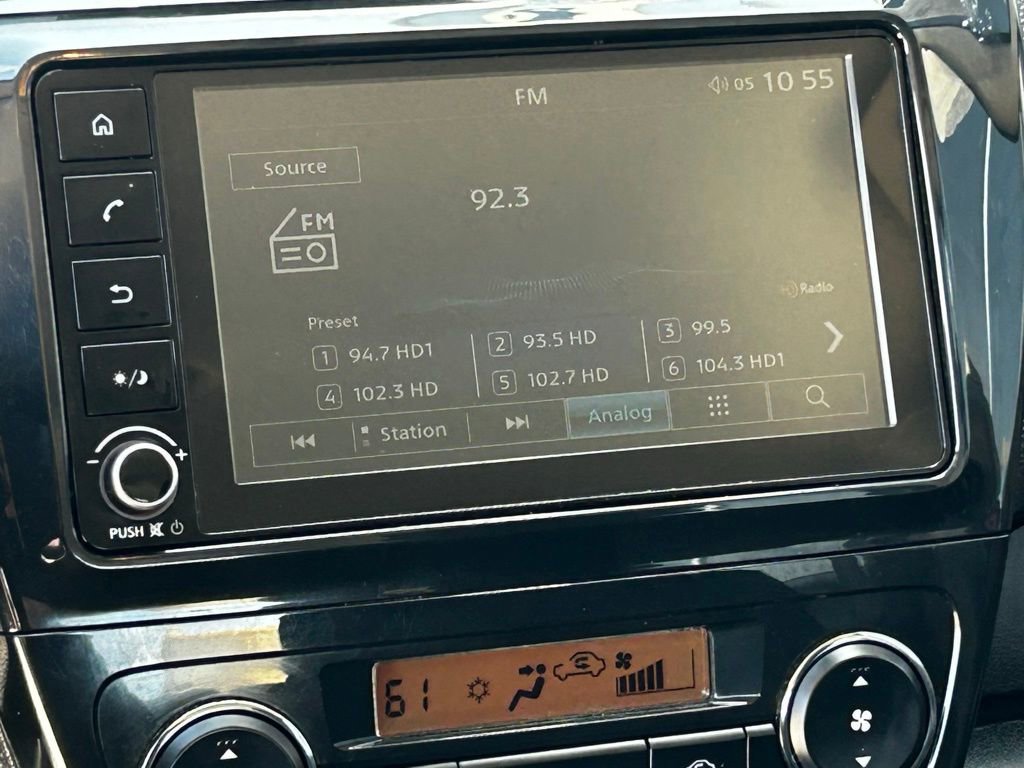 FM
05 10 55
Source
92.3
FM
Radio
Preset
1 94.7 HD1
2 93.5 HD
3 99.5
4 102.3 HD
5 102.7 HD
6 104.3 HD1
Station
Analog
- +
PUSH
61